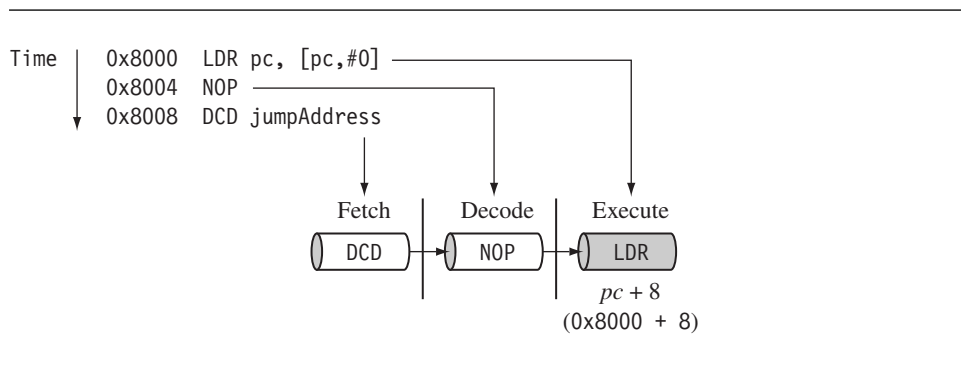 Time
0x8000 LDR pc, [pc,#0]
0x8004 NOP
0x8008 DCD jumpAddress
Fetch Decode Execute
DCD NOP LDR
pc + 8
(0x8000 + 8)